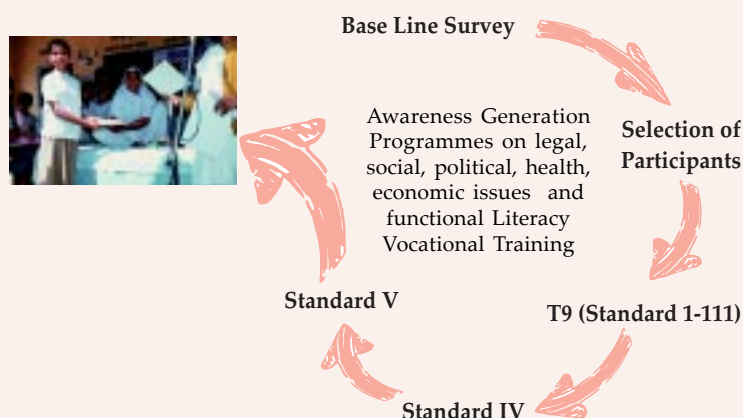 Base Line Survey
Selection of
Participants
Awareness Generation
Programmes on legal,
social, political, health,
economic issues and
functional Literacy
Vocational Training
T9 (Standard 1-111)
Standard IV
Standard V